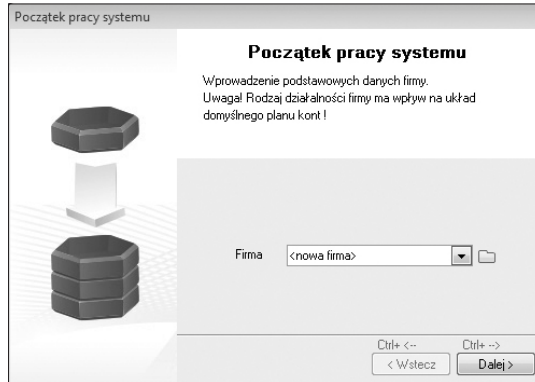 Początek pracy systemu
Początek pracy systemu
Wprowadzenie podstawowych danych firmy.
Uwaga! Rodzaj działalności firmy ma wpływ na układ
domyślnego planu kont !
Firma <nowa firma>
Ctrl+ <-- Ctrl+ -->
< Wstecz Dalej >